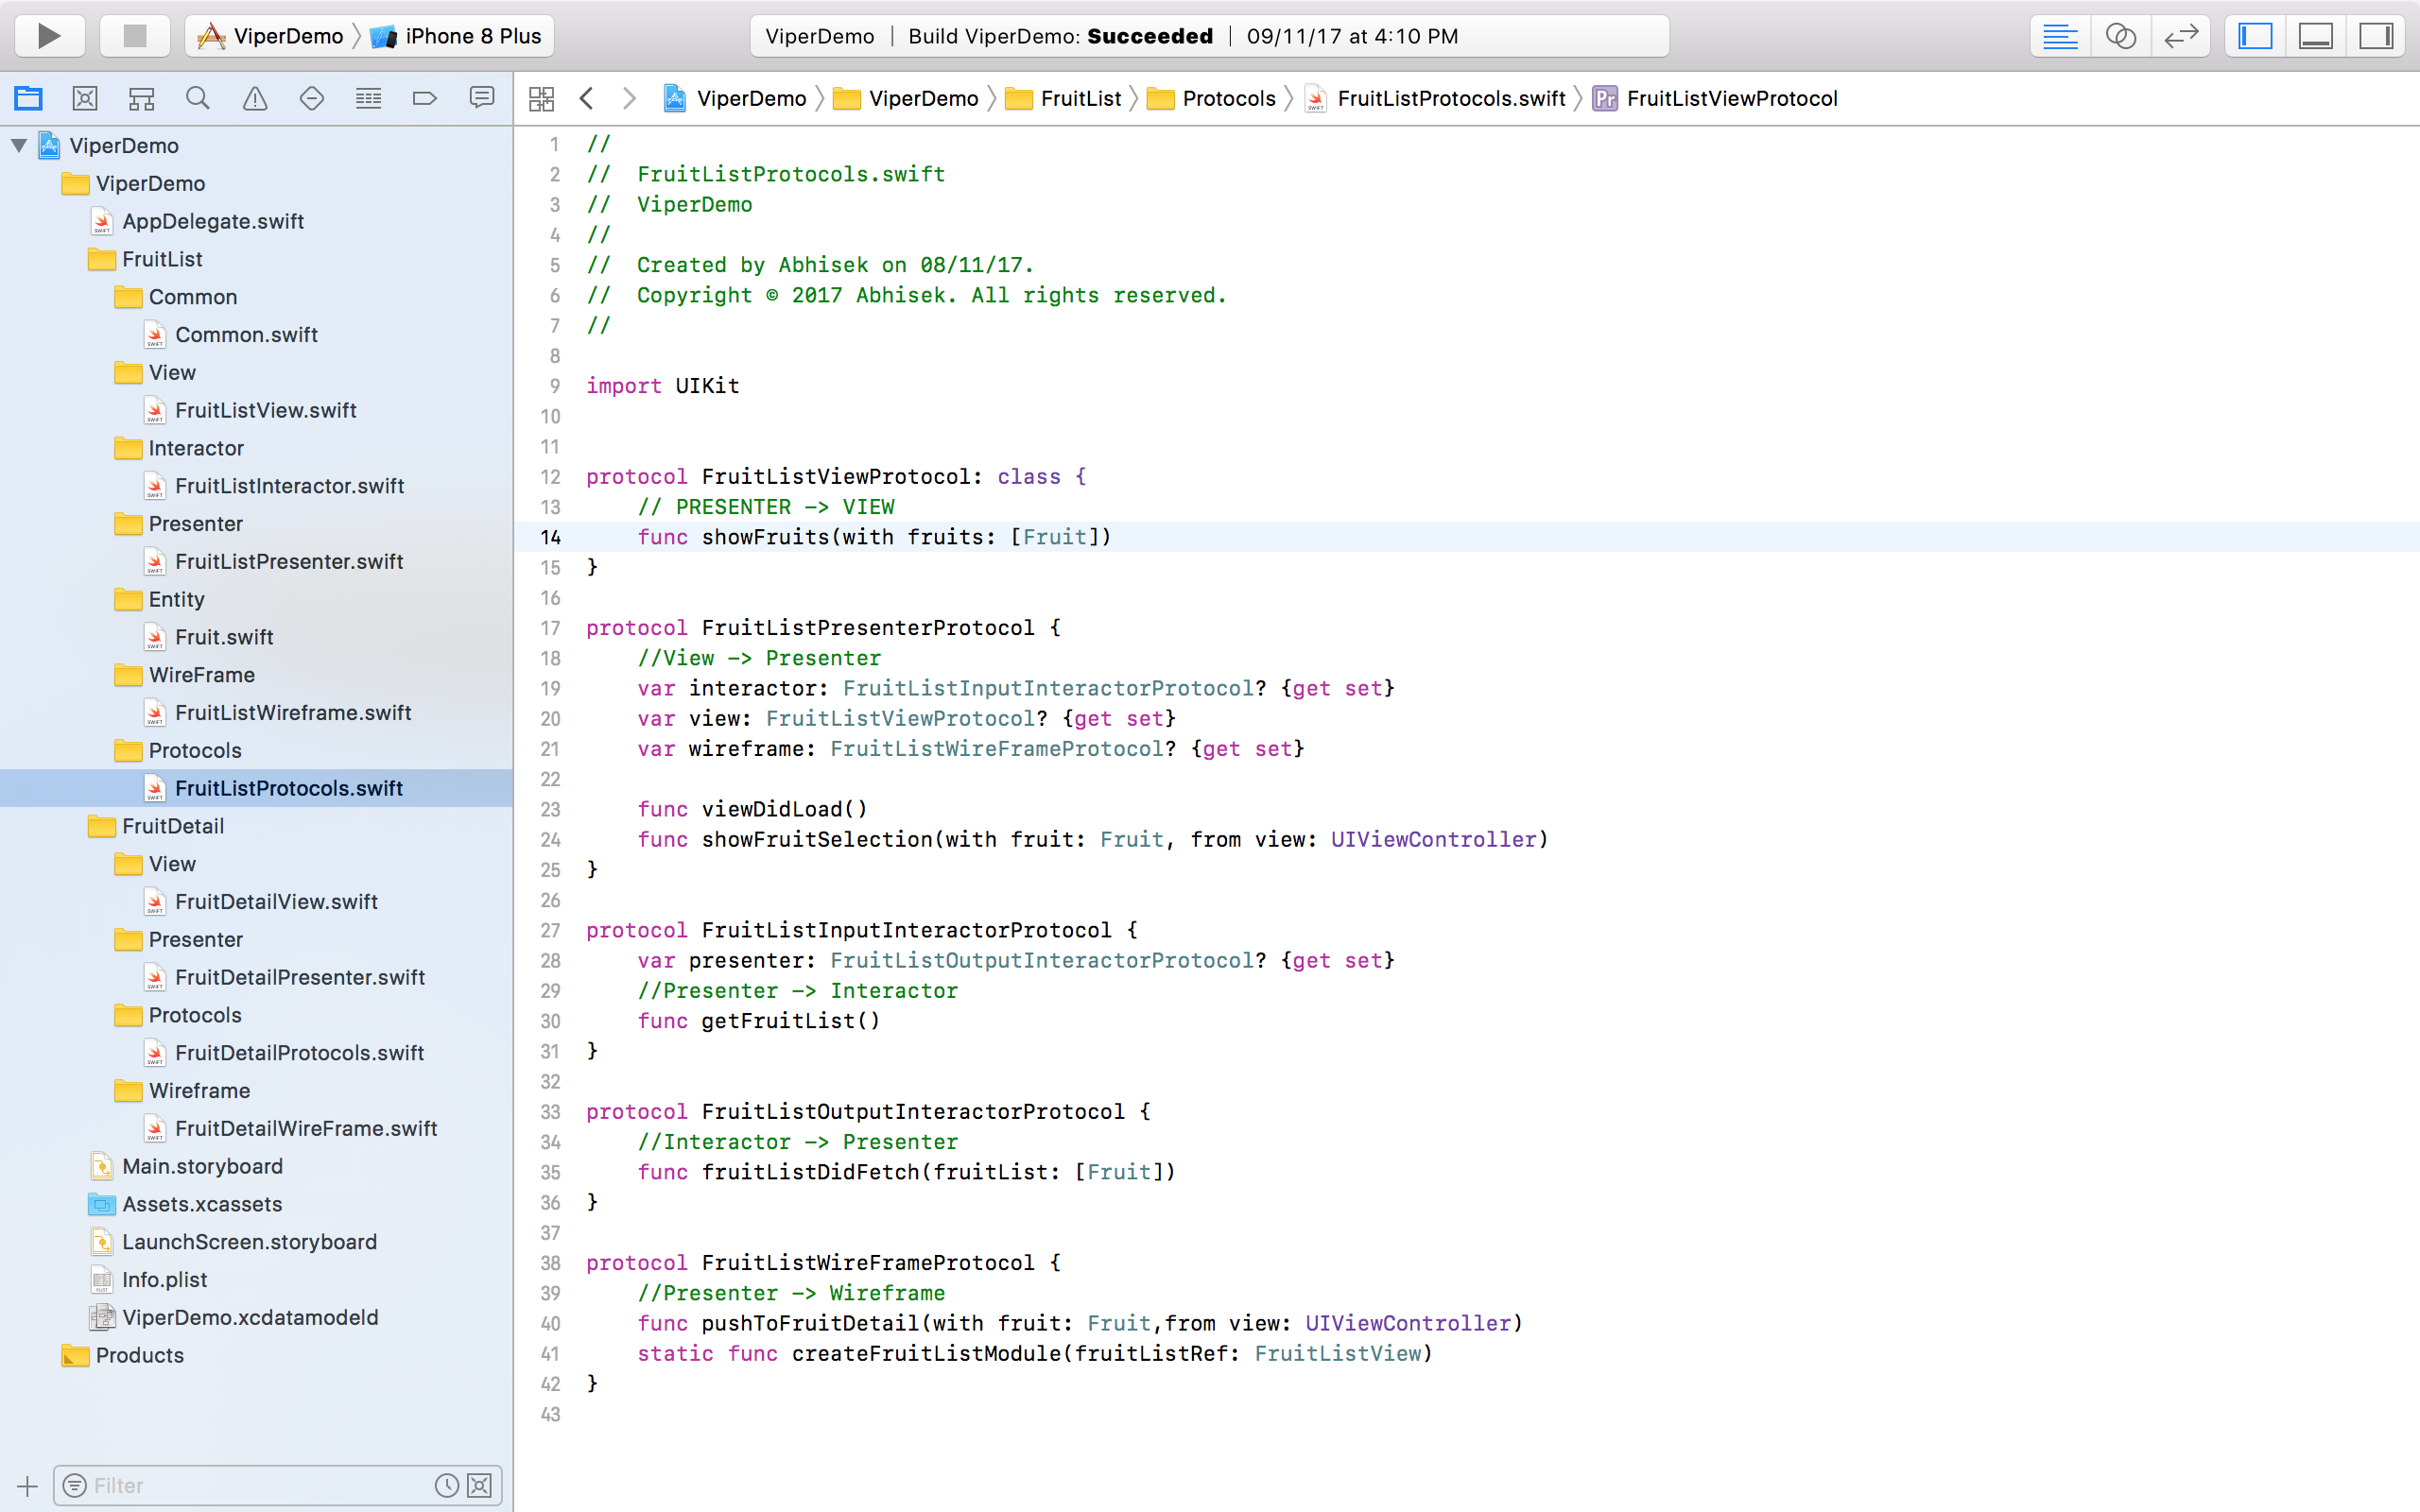 ViperDemo iPhone 8 Plus ViperDemo | Build ViperDemo: Succeeded | 09/11/17 at 4:10 PM
ViperDemo ViperDemo FruitList Protocols FruitListProtocols.swift Pr FruitListViewProtocol
ViperDemo
ViperDemo
AppDelegate.swift
FruitList
Common
Common.swift
View
FruitListView.swift
Interactor
FruitListInteractor.swift
Presenter
FruitListPresenter.swift
Entity
Fruit.swift
WireFrame
FruitListWireframe.swift
Protocols
FruitListProtocols.swift
FruitDetail
View
FruitDetailView.swift
Presenter
FruitDetailPresenter.swift
Protocols
FruitDetailProtocols.swift
Wireframe
FruitDetailWireFrame.swift
Main.storyboard
Assets.xcassets
LaunchScreen.storyboard
Info.plist
ViperDemo.xcdatamodeld
Products
Filter
1 //
2 //  FruitListProtocols.swift
3 //  ViperDemo
4 //
5 //  Created by Abhisek on 08/11/17.
6 //  Copyright © 2017 Abhisek. All rights reserved.
7 //
8
9 import UIKit
10
11
12 protocol FruitListViewProtocol: class {
13     // PRESENTER -> VIEW
14     func showFruits(with fruits: [Fruit])
15 }
16
17 protocol FruitListPresenterProtocol {
18     //View -> Presenter
19     var interactor: FruitListInputInteractorProtocol? {get set}
20     var view: FruitListViewProtocol? {get set}
21     var wireframe: FruitListWireFrameProtocol? {get set}
22
23     func viewDidLoad()
24     func showFruitSelection(with fruit: Fruit, from view: UIViewController)
25 }
26
27 protocol FruitListInputInteractorProtocol {
28     var presenter: FruitListOutputInteractorProtocol? {get set}
29     //Presenter -> Interactor
30     func getFruitList()
31 }
32
33 protocol FruitListOutputInteractorProtocol {
34     //Interactor -> Presenter
35     func fruitListDidFetch(fruitList: [Fruit])
36 }
37
38 protocol FruitListWireFrameProtocol {
39     //Presenter -> Wireframe
40     func pushToFruitDetail(with fruit: Fruit,from view: UIViewController)
41     static func createFruitListModule(fruitListRef: FruitListView)
42 }
43